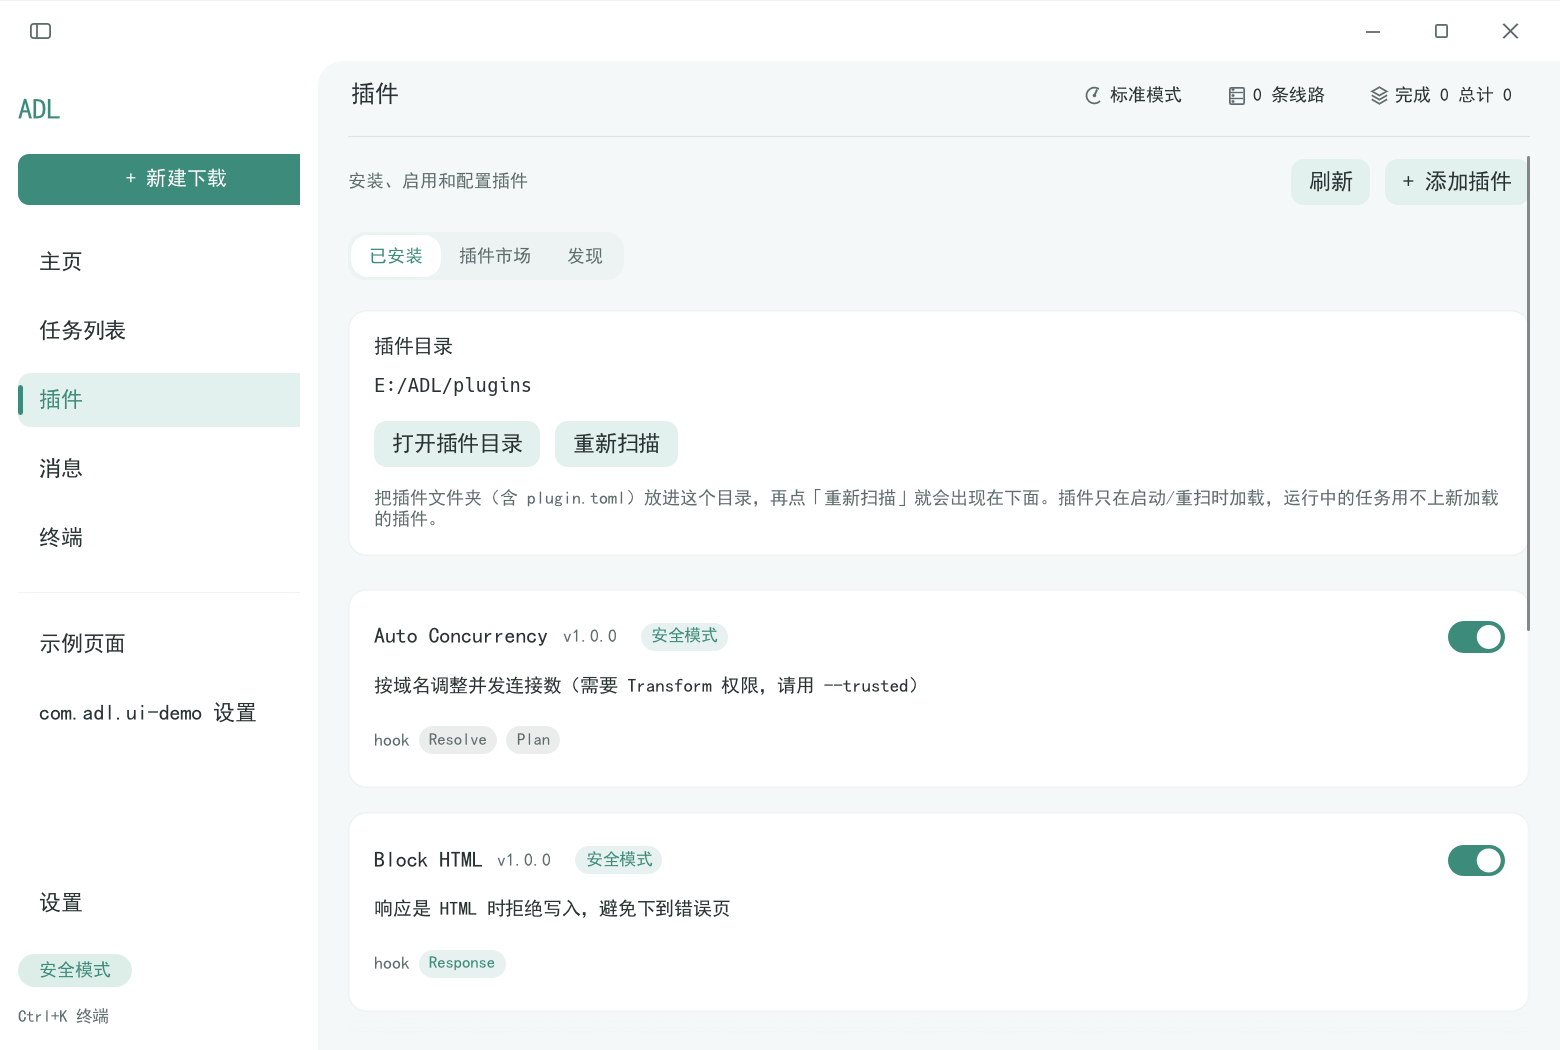 ADL
+ 新建下载
主页
任务列表
插件
消息
终端
示例页面
com.adl.ui-demo 设置
设置
安全模式
Ctrl+K 终端
插件
标准模式
0 条线路
完成 0 总计 0
安装、启用和配置插件
刷新
+ 添加插件
已安装
插件市场
发现
插件目录
E:/ADL/plugins
打开插件目录
重新扫描
把插件文件夹（含 plugin.toml）放进这个目录，再点「重新扫描」就会出现在下面。插件只在启动/重扫时加载，运行中的任务用不上新加载
的插件。
Auto Concurrency v1.0.0 安全模式
按域名调整并发连接数（需要 Transform 权限，请用 --trusted）
hook Resolve Plan
Block HTML v1.0.0 安全模式
响应是 HTML 时拒绝写入，避免下到错误页
hook Response